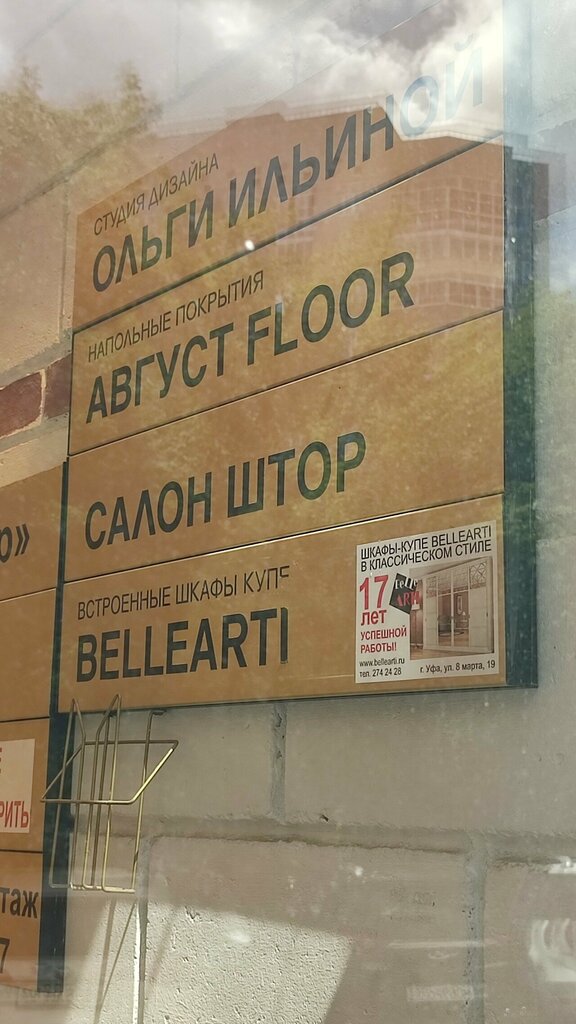 СТУДИЯ ДИЗАЙНА
ОЛЬГИ ИЛЬИНОЙ
НАПОЛЬНЫЕ ПОКРЫТИЯ
АВГУСТ FLOOR
САЛОН ШТОР
ВСТРОЕННЫЕ ШКАФЫ КУПЕ
BELLEARTI
ШКАФЫ-КУПЕ BELLEARTI
В КЛАССИЧЕСКОМ СТИЛЕ
17
лет
УСПЕШНОЙ
РАБОТЫ!
www.bellearti.ru
тел. 274 24 28
г. Уфа, ул. 8 марта, 19
О»
Е
РИТЬ
таж
7